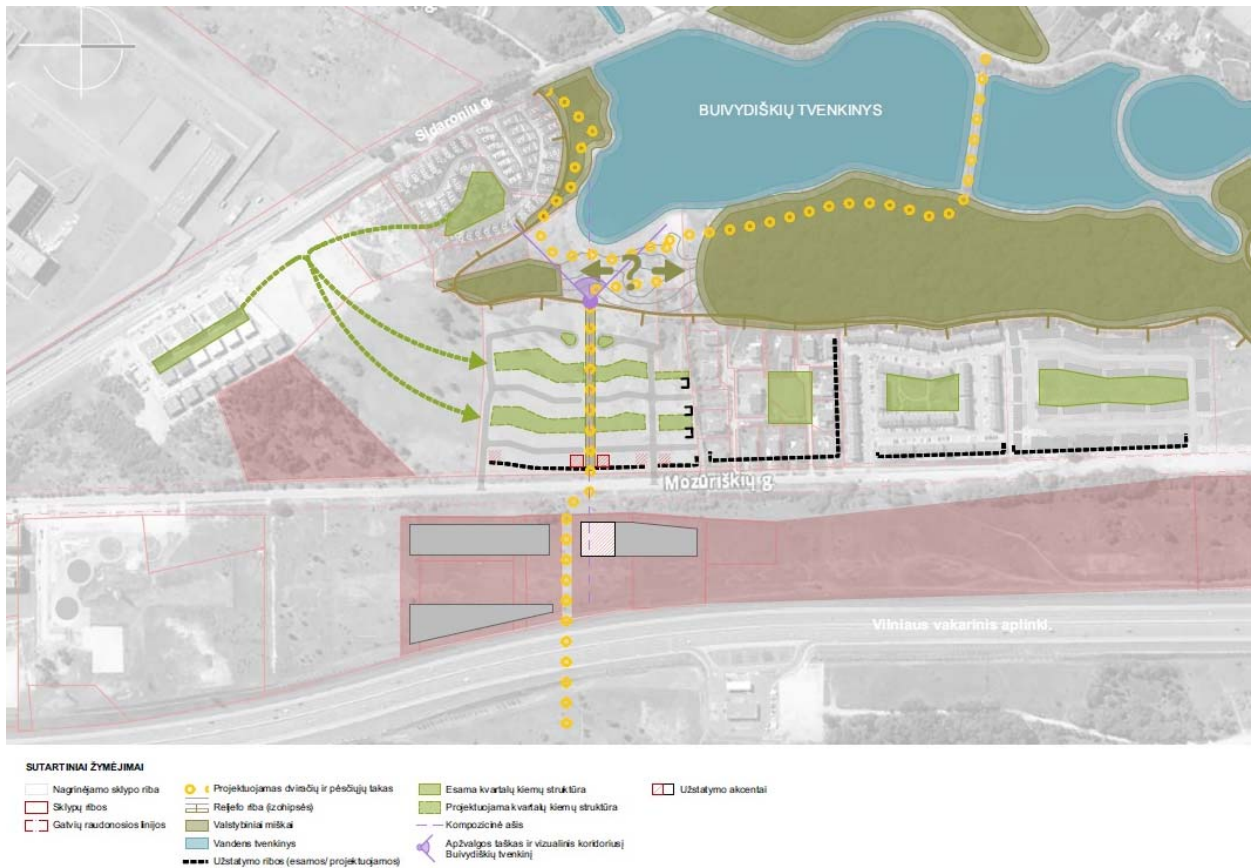 Sidaronių g.
BUIVYDIŠKIŲ TVENKINYS
?
Mozūriškių g.
Vilniaus vakarinis aplinkl.
SUTARTINIAI ŽYMĖJIMAI
Nagrinėjamo sklypo riba
Sklypų ribos
Gatvių raudonosios linijos
Projektuojamas dviračių ir pėsčiųjų takas
Reljefo riba (izohipsės)
Valstybiniai miškai
Vandens tvenkinys
Užstatymo ribos (esamos/ projektuojamos)
Esama kvartalų kiemų struktūra
Projektuojama kvartalų kiemų struktūra
Kompozicinė ašis
Apžvalgos taškas ir vizualinis koridorius į
Buivydiškių tvenkinį
Užstatymo akcentai